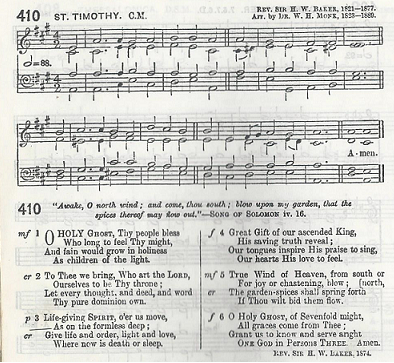 410 ST. TIMOTHY. C.M. REV. SIR H. W. BAKER, 1821–1877.
Arr. by DR. W. H. MONK, 1823–1889.
=88.
A - men.
410 "Awake, O north wind; and come, thou south; blow upon my garden, that the
spices thereof may flow out."—SONG OF SOLOMON iv. 16.
mf 1 O HOLY GHOST, Thy people bless
Who long to feel Thy might,
And fain would grow in holiness
As children of the light.
cr 2 To Thee we bring, Who art the LORD,
Ourselves to be Thy throne;
Let every thought, and deed, and word
Thy pure dominion own.
p 3 Life-giving SPIRIT, o'er us move,
As on the formless deep;
cr Give life and order, light and love,
Where now is death or sleep.
f 4 Great Gift of our ascended King,
His saving truth reveal;
Our tongues inspire His praise to sing,
Our hearts His love to feel.
mf 5 True Wind of Heaven, from south or
For joy or chastening, blow; [north,
cr The garden-spices shall spring forth
If Thou wilt bid them flow.
f 6 O Holy Ghost, of Sevenfold might,
All graces come from Thee;
Grant us to know and serve aright
ONE GOD in PERSONS THREE. Amen.
REV. SIR H. W. BAKER, 1874.